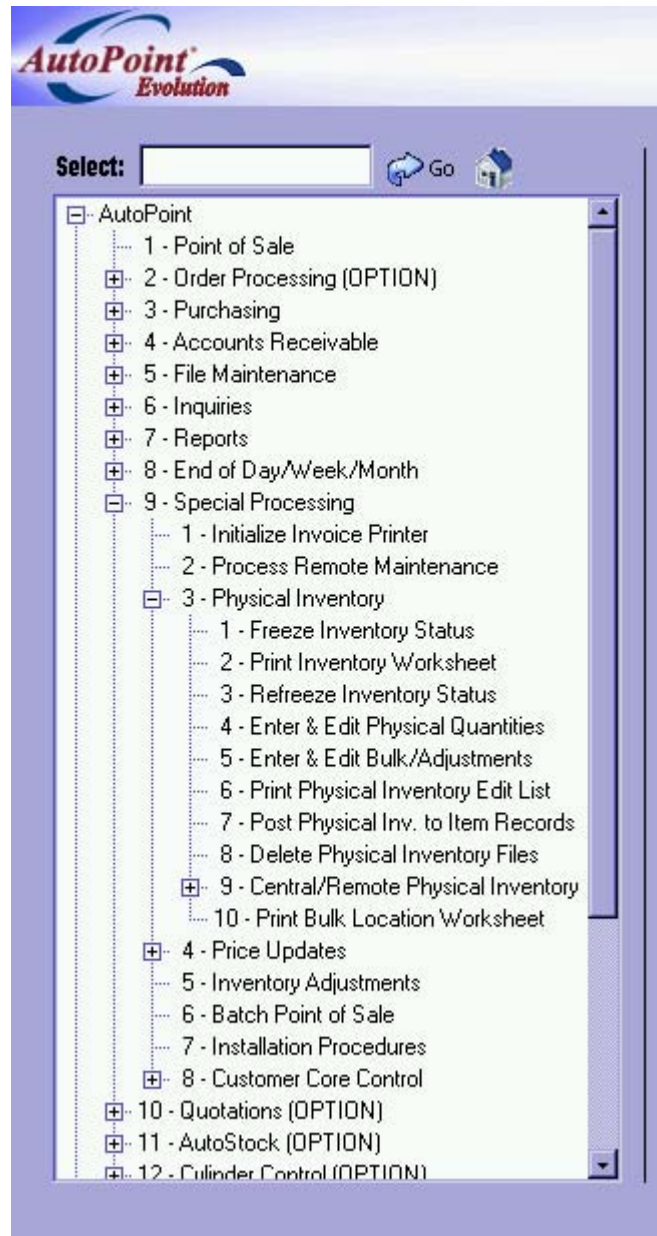 AutoPoint
Evolution
Select:
Go
AutoPoint
1 - Point of Sale
2 - Order Processing (OPTION)
3 - Purchasing
4 - Accounts Receivable
5 - File Maintenance
6 - Inquiries
7 - Reports
8 - End of Day/Week/Month
9 - Special Processing
1 - Initialize Invoice Printer
2 - Process Remote Maintenance
3 - Physical Inventory
1 - Freeze Inventory Status
2 - Print Inventory Worksheet
3 - Refreeze Inventory Status
4 - Enter & Edit Physical Quantities
5 - Enter & Edit Bulk/Adjustments
6 - Print Physical Inventory Edit List
7 - Post Physical Inv. to Item Records
8 - Delete Physical Inventory Files
9 - Central/Remote Physical Inventory
10 - Print Bulk Location Worksheet
4 - Price Updates
5 - Inventory Adjustments
6 - Batch Point of Sale
7 - Installation Procedures
8 - Customer Core Control
10 - Quotations (OPTION)
11 - AutoStock (OPTION)
12 - Cylinder Control (OPTION)